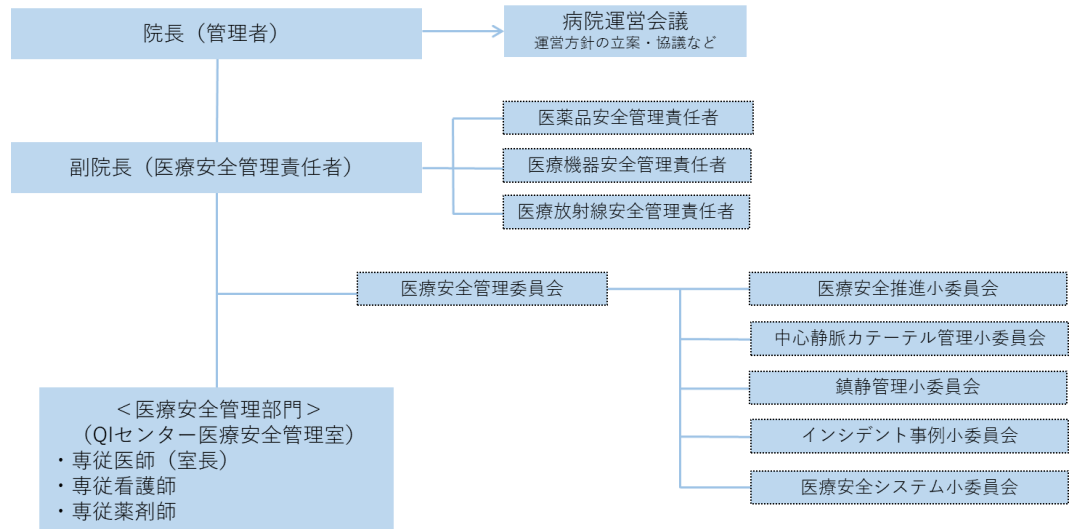 院長（管理者）
病院運営会議
運営方針の立案・協議など
医薬品安全管理責任者
副院長（医療安全管理責任者）
医療機器安全管理責任者
医療放射線安全管理責任者
医療安全管理委員会
医療安全推進小委員会
中心静脈カテーテル管理小委員会
鎮静管理小委員会
インシデント事例小委員会
医療安全システム小委員会
＜医療安全管理部門＞
（QIセンター医療安全管理室）
・専従医師（室長）
・専従看護師
・専従薬剤師